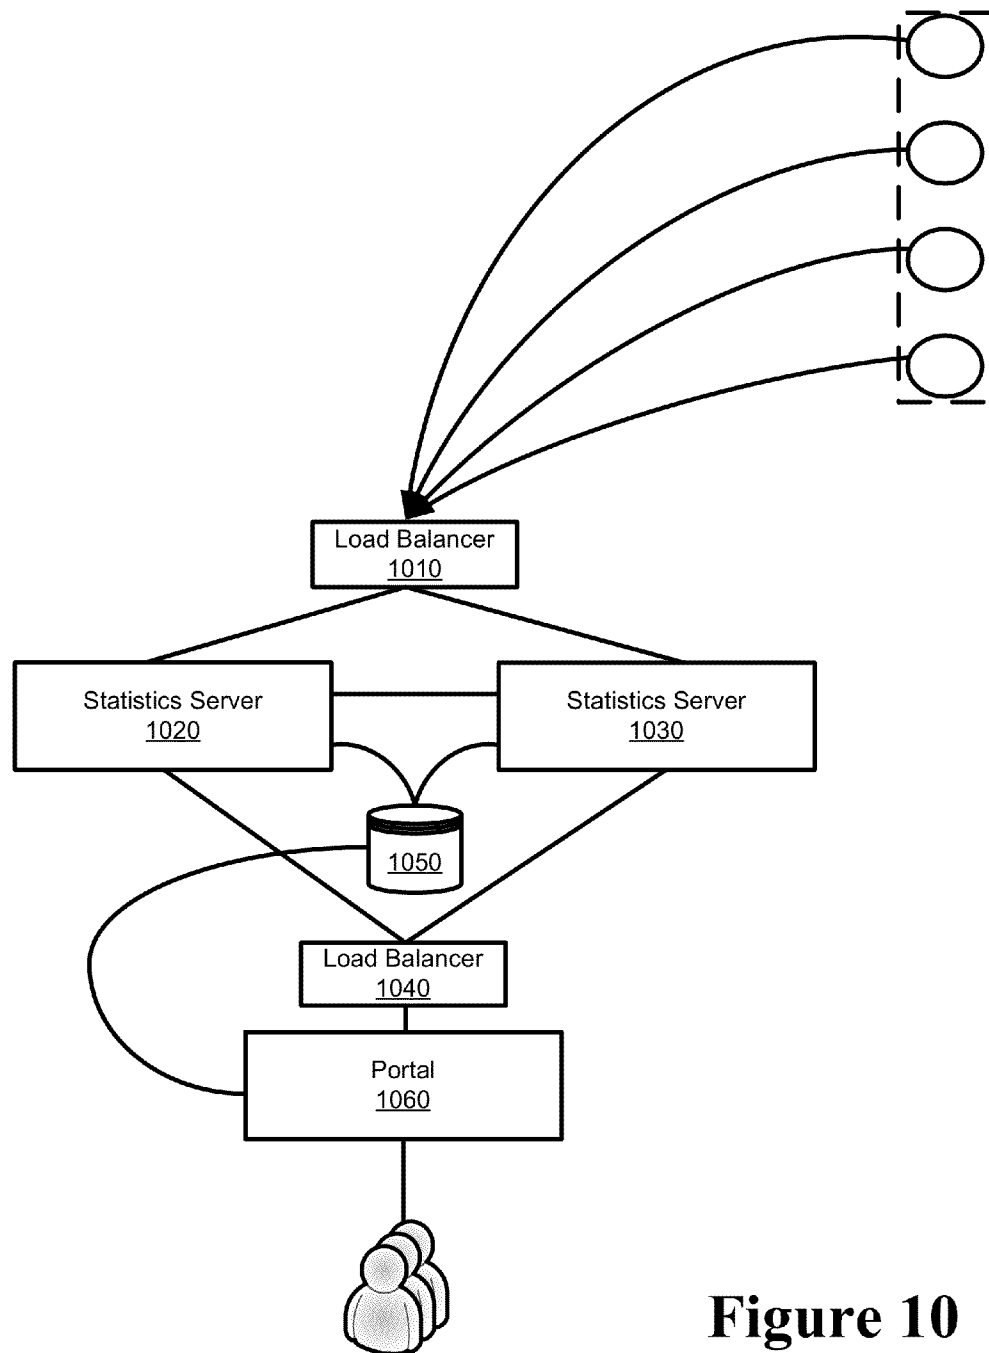 Load Balancer
1010
Statistics Server
1020
Statistics Server
1030
1050
Load Balancer
1040
Portal
1060
Figure 10